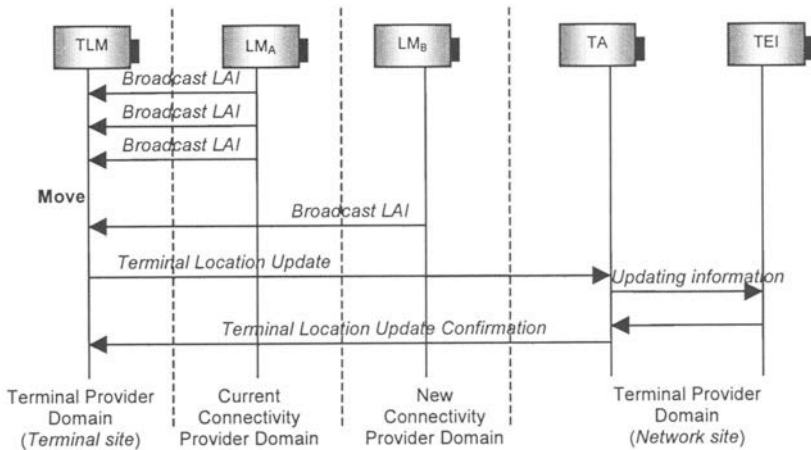 TLM
LMA
LMB
TA
TEI
Broadcast LAI
Broadcast LAI
Broadcast LAI
Move
Broadcast LAI
Terminal Location Update
Updating information
Terminal Location Update Confirmation
Terminal Provider
Domain
(Terminal site)
Current
Connectivity
Provider Domain
New
Connectivity
Provider Domain
Terminal Provider
Domain
(Network site)